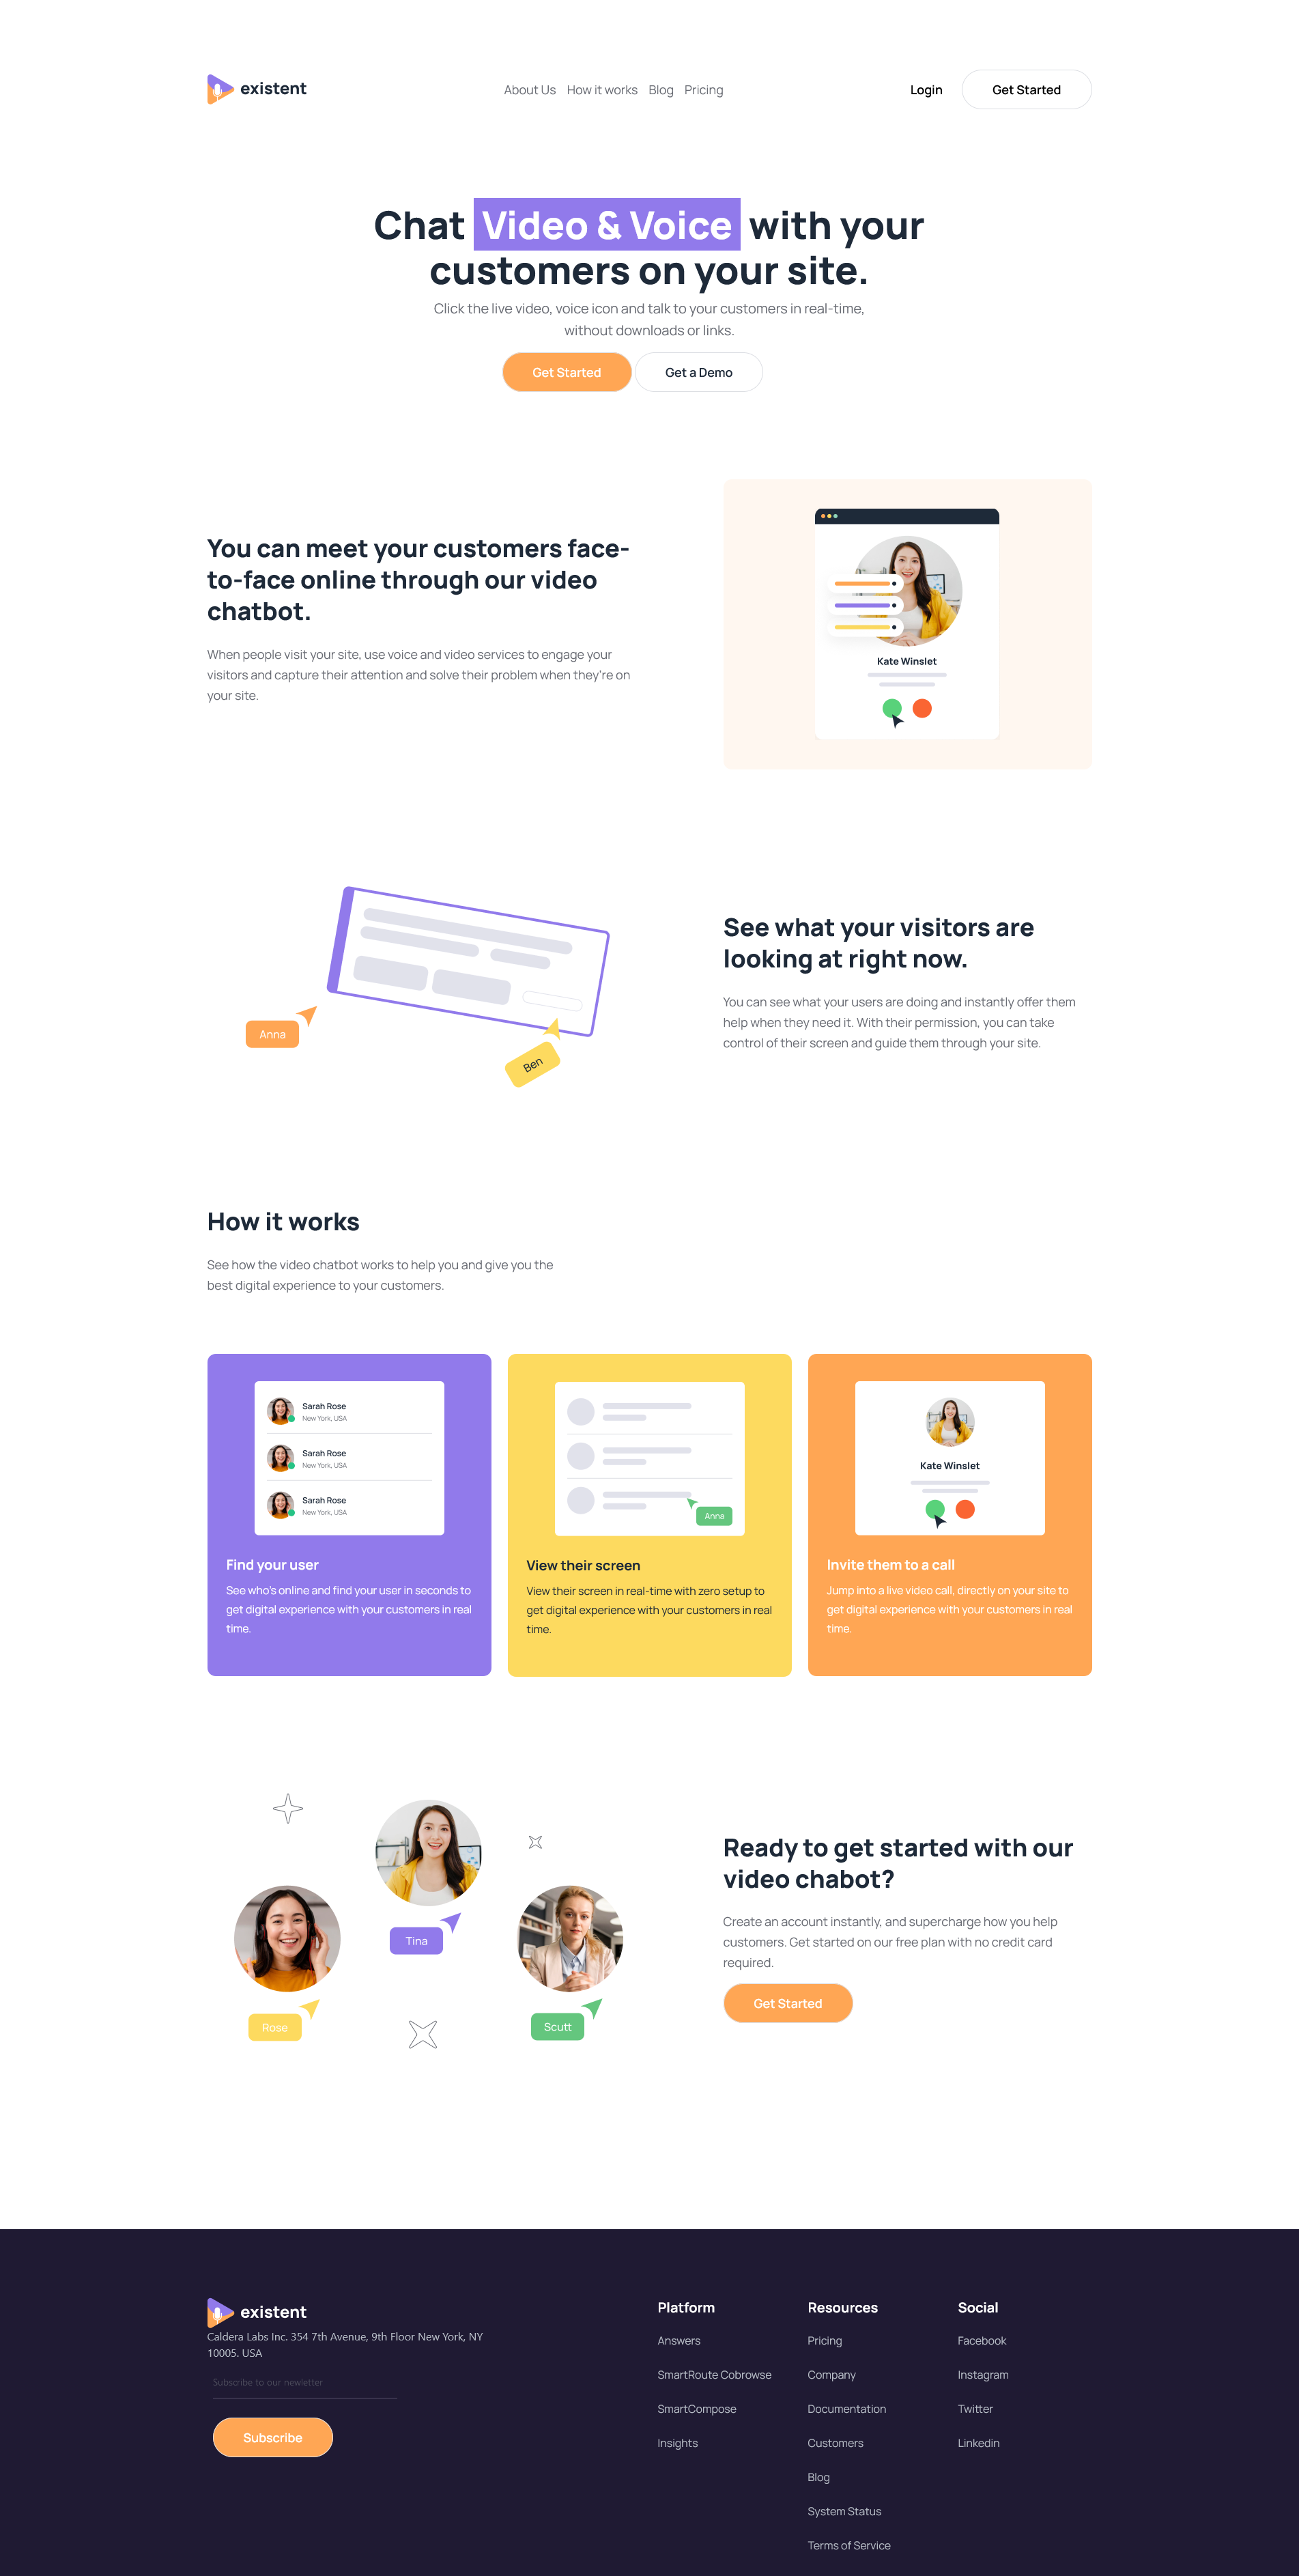 existent
About Us How it works Blog Pricing
Login
Get Started
Chat Video & Voice with your
customers on your site.
Click the live video, voice icon and talk to your customers in real-time,
without downloads or links.
Get Started
Get a Demo
You can meet your customers face-
to-face online through our video
chatbot.
When people visit your site, use voice and video services to engage your
visitors and capture their attention and solve their problem when they're on
your site.
Kate Winslet
Anna
Ben
See what your visitors are
looking at right now.
You can see what your users are doing and instantly offer them
help when they need it. With their permission, you can take
control of their screen and guide them through your site.
How it works
See how the video chatbot works to help you and give you the
best digital experience to your customers.
Sarah Rose
New York, USA
Sarah Rose
New York, USA
Sarah Rose
New York, USA
Find your user
See who's online and find your user in seconds to
get digital experience with your customers in real
time.
Anna
View their screen
View their screen in real-time with zero setup to
get digital experience with your customers in real
time.
Kate Winslet
Invite them to a call
Jump into a live video call, directly on your site to
get digital experience with your customers in real
time.
Tina
Rose
Scutt
Ready to get started with our
video chabot?
Create an account instantly, and supercharge how you help
customers. Get started on our free plan with no credit card
required.
Get Started
existent
Caldera Labs Inc. 354 7th Avenue, 9th Floor New York, NY
10005. USA
Subscribe to our newletter
Subscribe
Platform
Answers
SmartRoute Cobrowse
SmartCompose
Insights
Resources
Pricing
Company
Documentation
Customers
Blog
System Status
Terms of Service
Social
Facebook
Instagram
Twitter
Linkedin